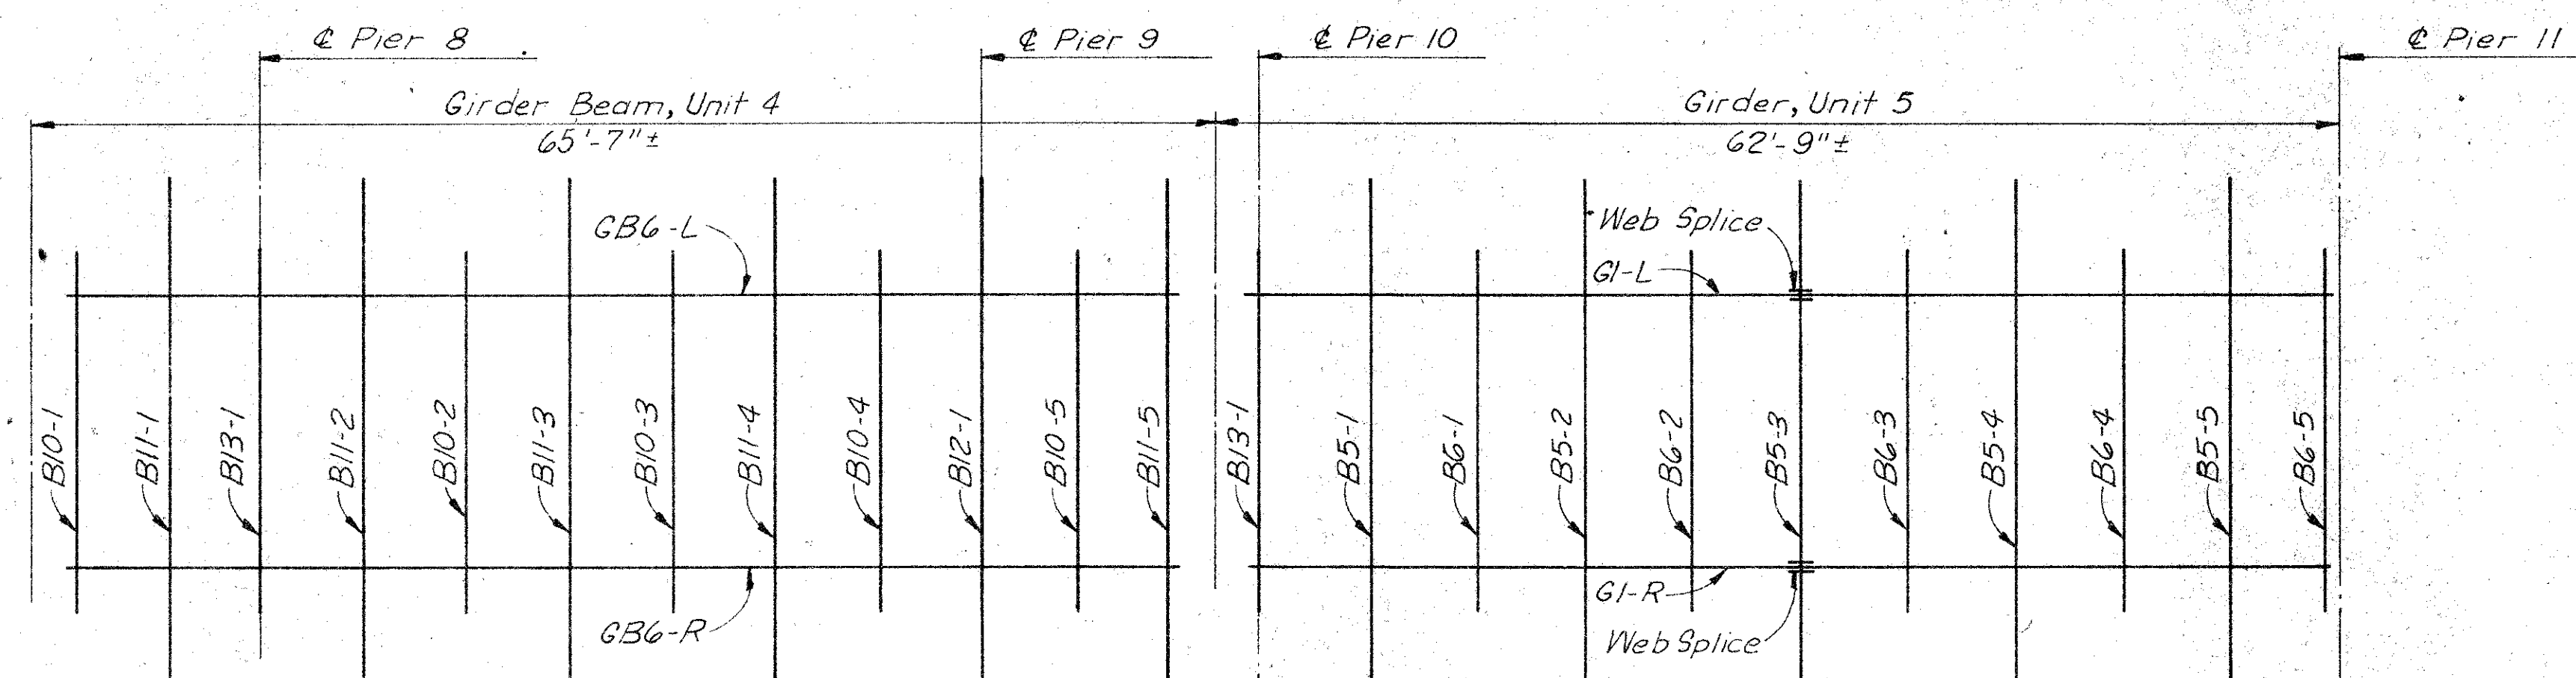 ℄ Pier 8
℄ Pier 9
℄ Pier 10
℄ Pier 11
Girder Beam, Unit 4
65'-7"±
Girder, Unit 5
62'-9"±
GB6-L
Web Splice
G1-L
B10-1
B11-1
B13-1
B11-2
B10-2
B11-3
B10-3
B11-4
B10-4
B12-1
B10-5
B11-5
B13-1
B5-1
B6-1
B5-2
B6-2
B5-3
B6-3
B5-4
B6-4
B5-5
B6-5
G1-R
GB6-R
Web Splice